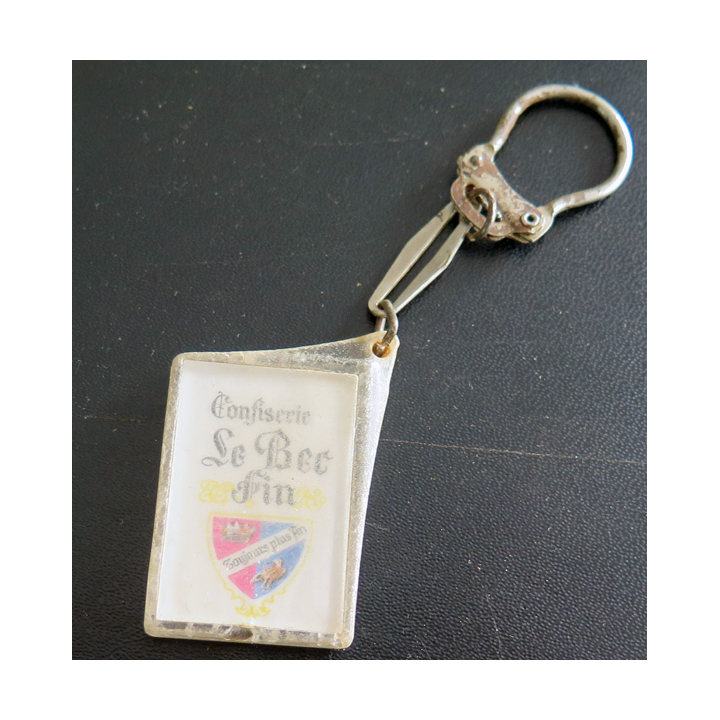 Confiserie
Le Bec
Fin
Toujours plus fin